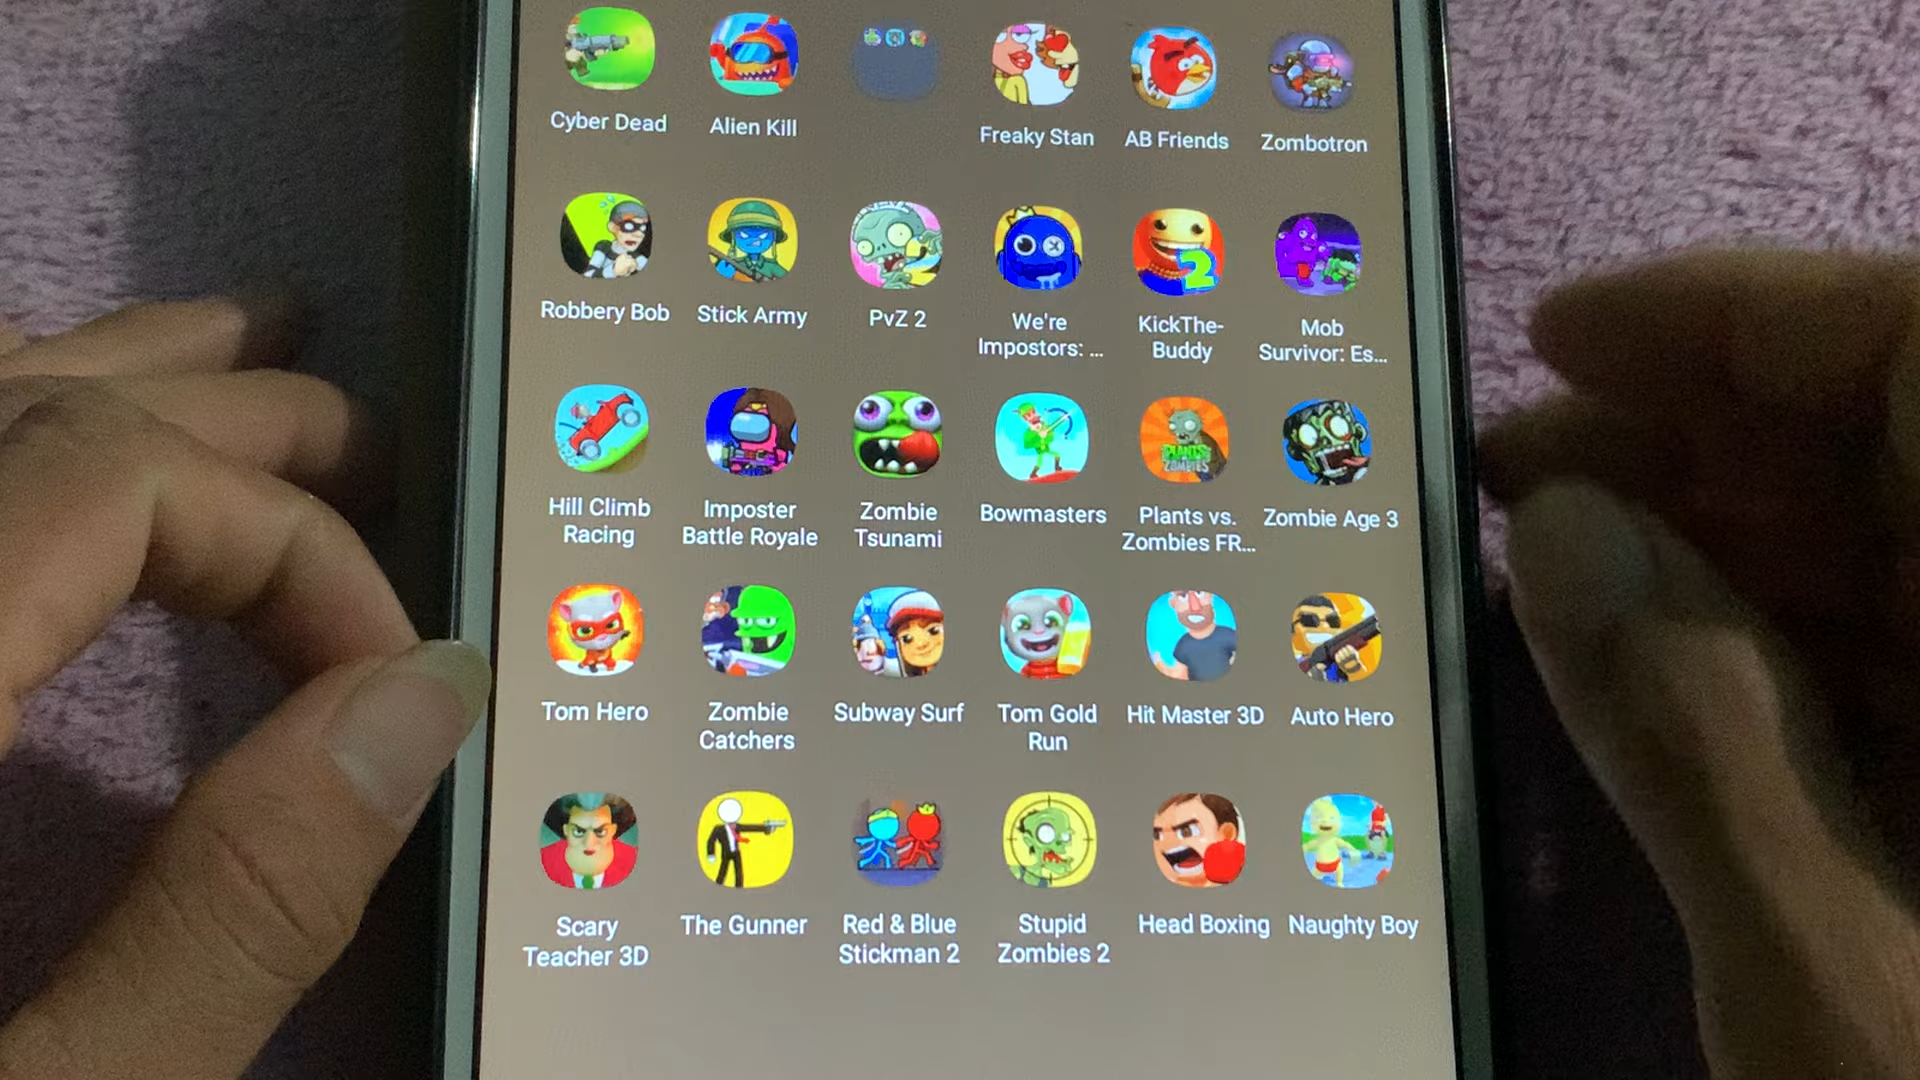 Cyber Dead
Alien Kill
Freaky Stan
AB Friends
Zombotron
Robbery Bob
Stick Army
PvZ 2
We're
Impostors: ...
2
KickThe-
Buddy
Mob
Survivor: Es...
Hill Climb
Racing
Imposter
Battle Royale
Zombie
Tsunami
Bowmasters
PLANTS
ZOMBIES
Plants vs.
Zombies FR...
Zombie Age 3
Tom Hero
Zombie
Catchers
Subway Surf
Tom Gold
Run
Hit Master 3D
Auto Hero
Scary
Teacher 3D
The Gunner
Red & Blue
Stickman 2
Stupid
Zombies 2
Head Boxing
Naughty Boy